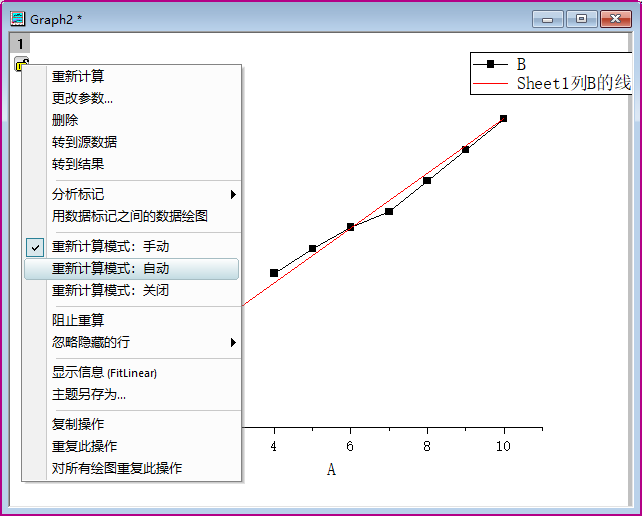 Graph2 *
1
重新计算
更改参数...
删除
转到源数据
转到结果
分析标记
用数据标记之间的数据绘图
重新计算模式：手动
重新计算模式：自动
重新计算模式：关闭
阻止重算
忽略隐藏的行
显示信息 (FitLinear)
主题另存为...
复制操作
重复此操作
对所有绘图重复此操作
B
Sheet1列B的线
4
6
8
10
A